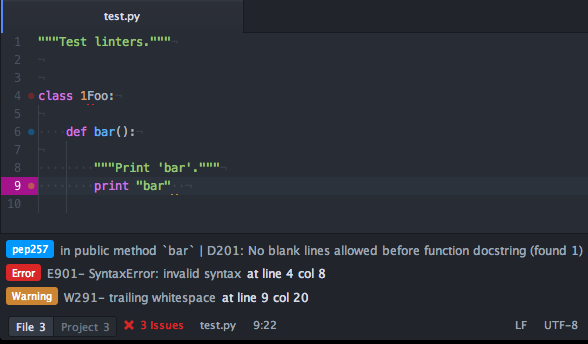 test.py
1 """Test linters."""¬
2 ¬
3 ¬
4 class 1Foo:¬
5 ¬
6 ····def bar():¬
7 ¬
8 ········"""Print 'bar'."""¬
9 ········print "bar"··¬
10
pep257 in public method `bar` | D201: No blank lines allowed before function docstring (found 1)
Error E901- SyntaxError: invalid syntax at line 4 col 8
Warning W291- trailing whitespace at line 9 col 20
File 3 Project 3 3 Issues test.py 9:22 LF UTF-8